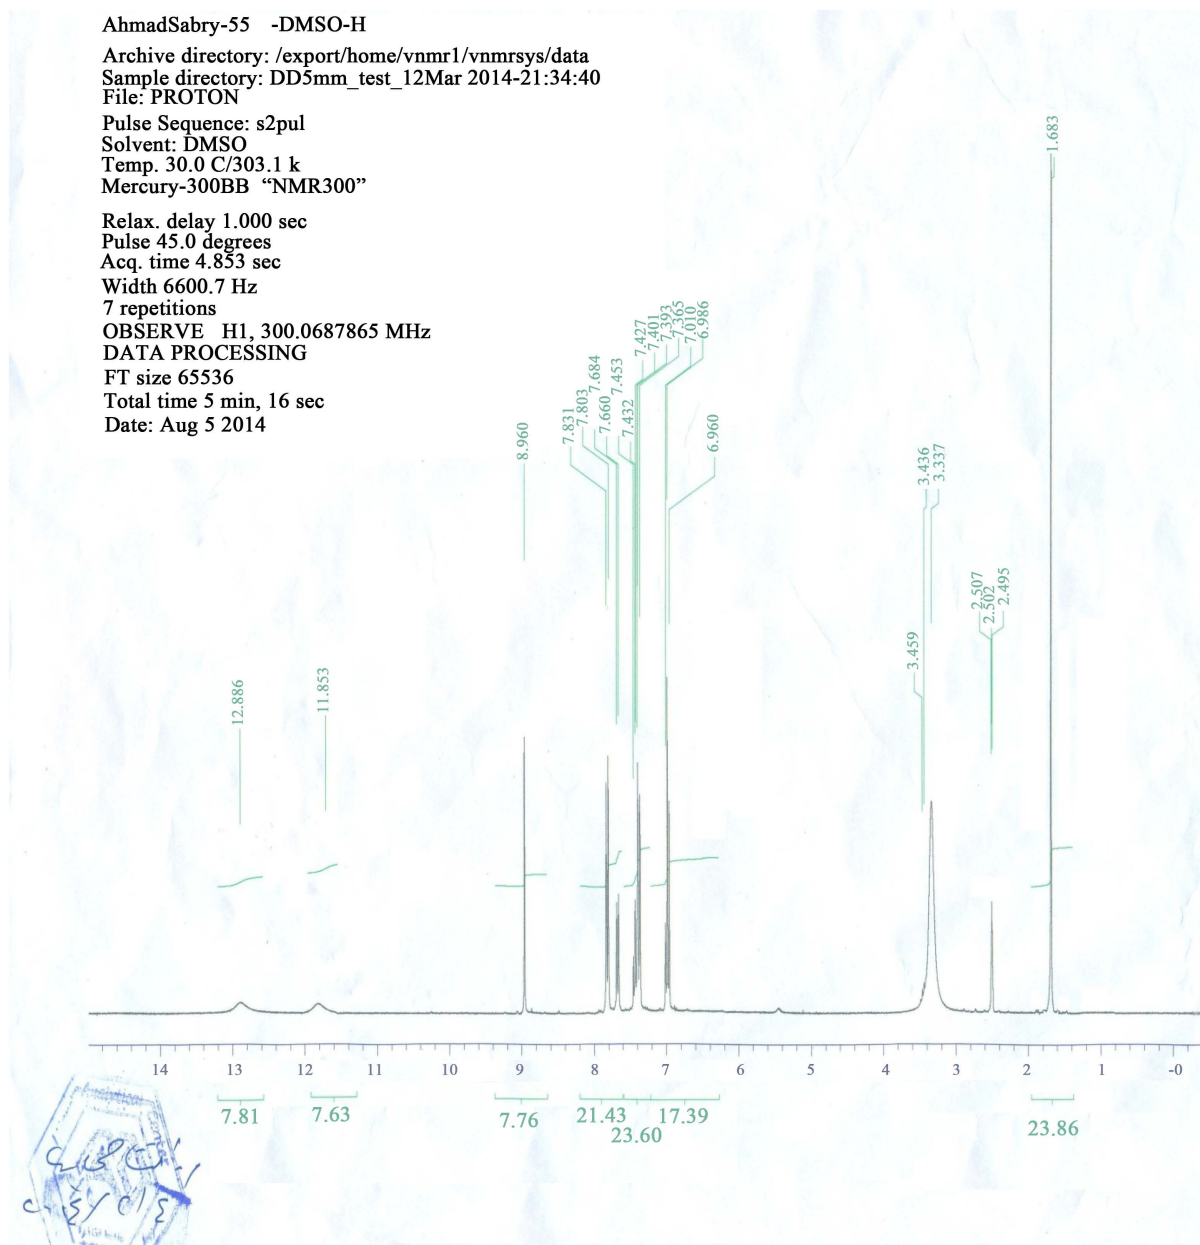 AhmadSabry-55 -DMSO-H
Archive directory: /export/home/vnmr1/vnmrsys/data
Sample directory: DD5mm_test_12Mar 2014-21:34:40
File: PROTON
Pulse Sequence: s2pul
Solvent: DMSO
Temp. 30.0 C/303.1 k
Mercury-300BB “NMR300”
Relax. delay 1.000 sec
Pulse 45.0 degrees
Acq. time 4.853 sec
Width 6600.7 Hz
7 repetitions
OBSERVE H1, 300.0687865 MHz
DATA PROCESSING
FT size 65536
Total time 5 min, 16 sec
Date: Aug 5 2014
12.886
11.853
8.960
7.831
7.803
7.684
7.660
7.453
7.432
7.427
7.401
7.393
7.365
7.010
6.986
6.960
3.459
3.436
3.337
2.507
2.502
2.495
1.683
14 13 12 11 10 9 8 7 6 5 4 3 2 1 -0
7.81 7.63 7.76 21.43 17.39 23.86
23.60